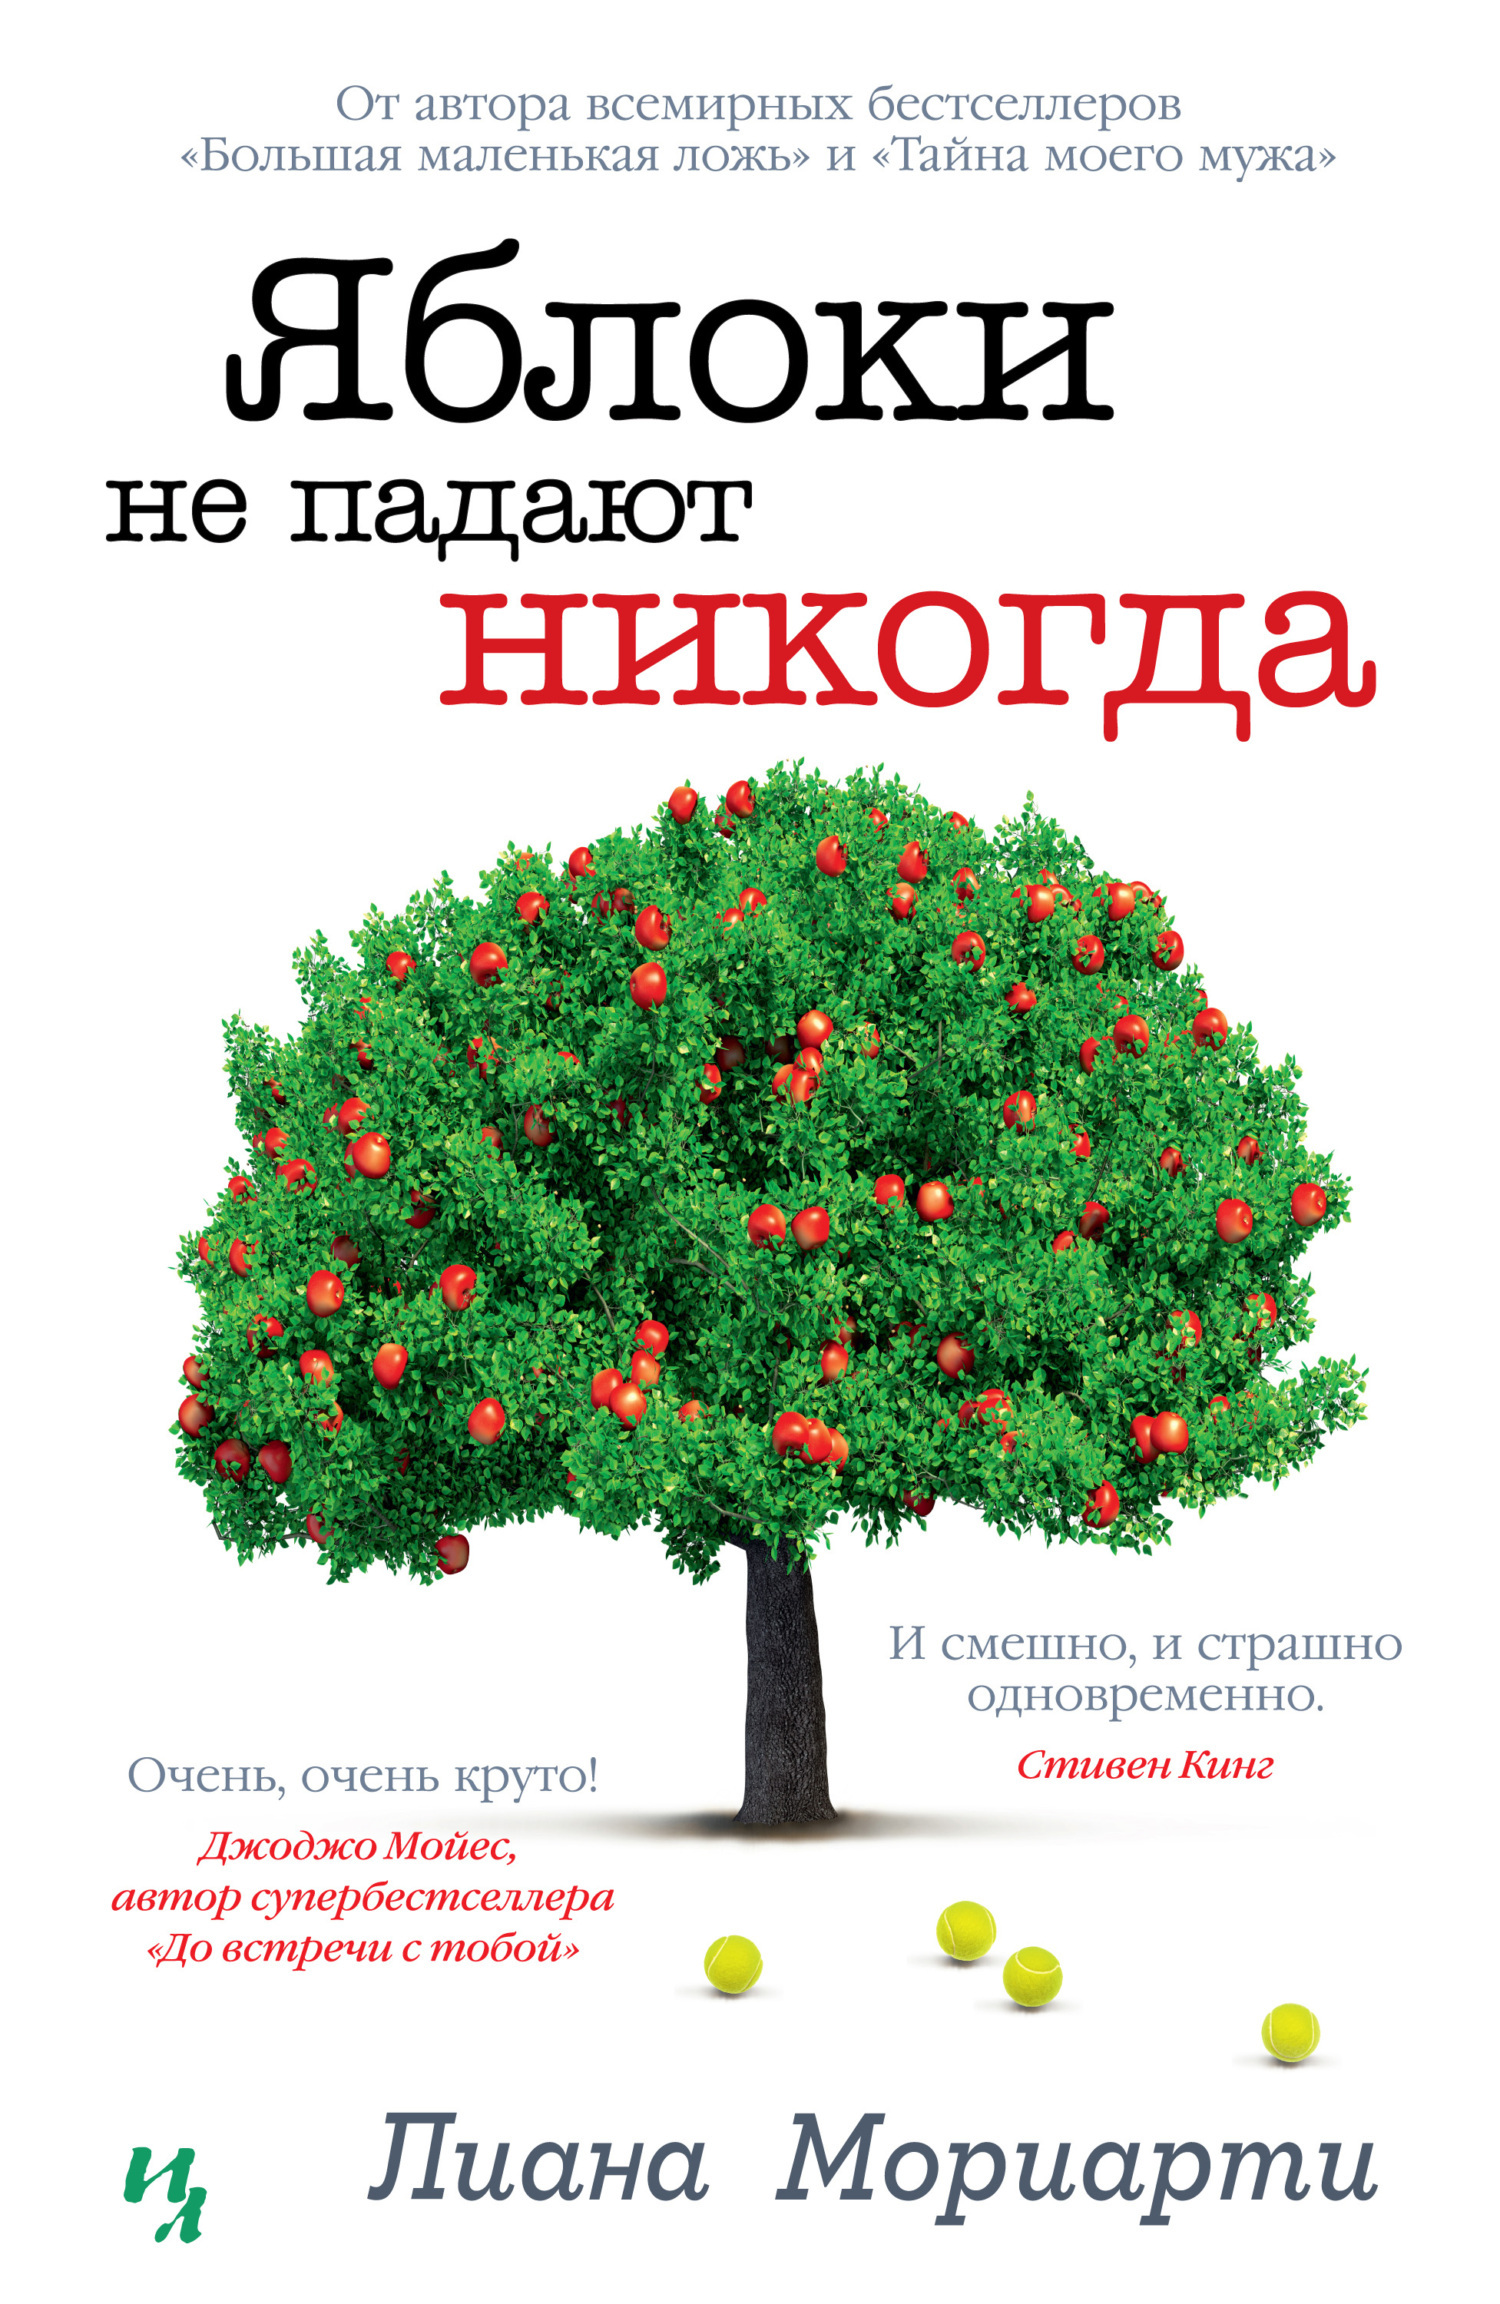 От автора всемирных бестселлеров
«Большая маленькая ложь» и «Тайна моего мужа»
Яблоки
не падают
никогда
И смешно, и страшно
одновременно.
Стивен Кинг
Очень, очень круто!
Джоджо Мойес,
автор супербестселлера
«До встречи с тобой»
Лиана Мориарти
ил